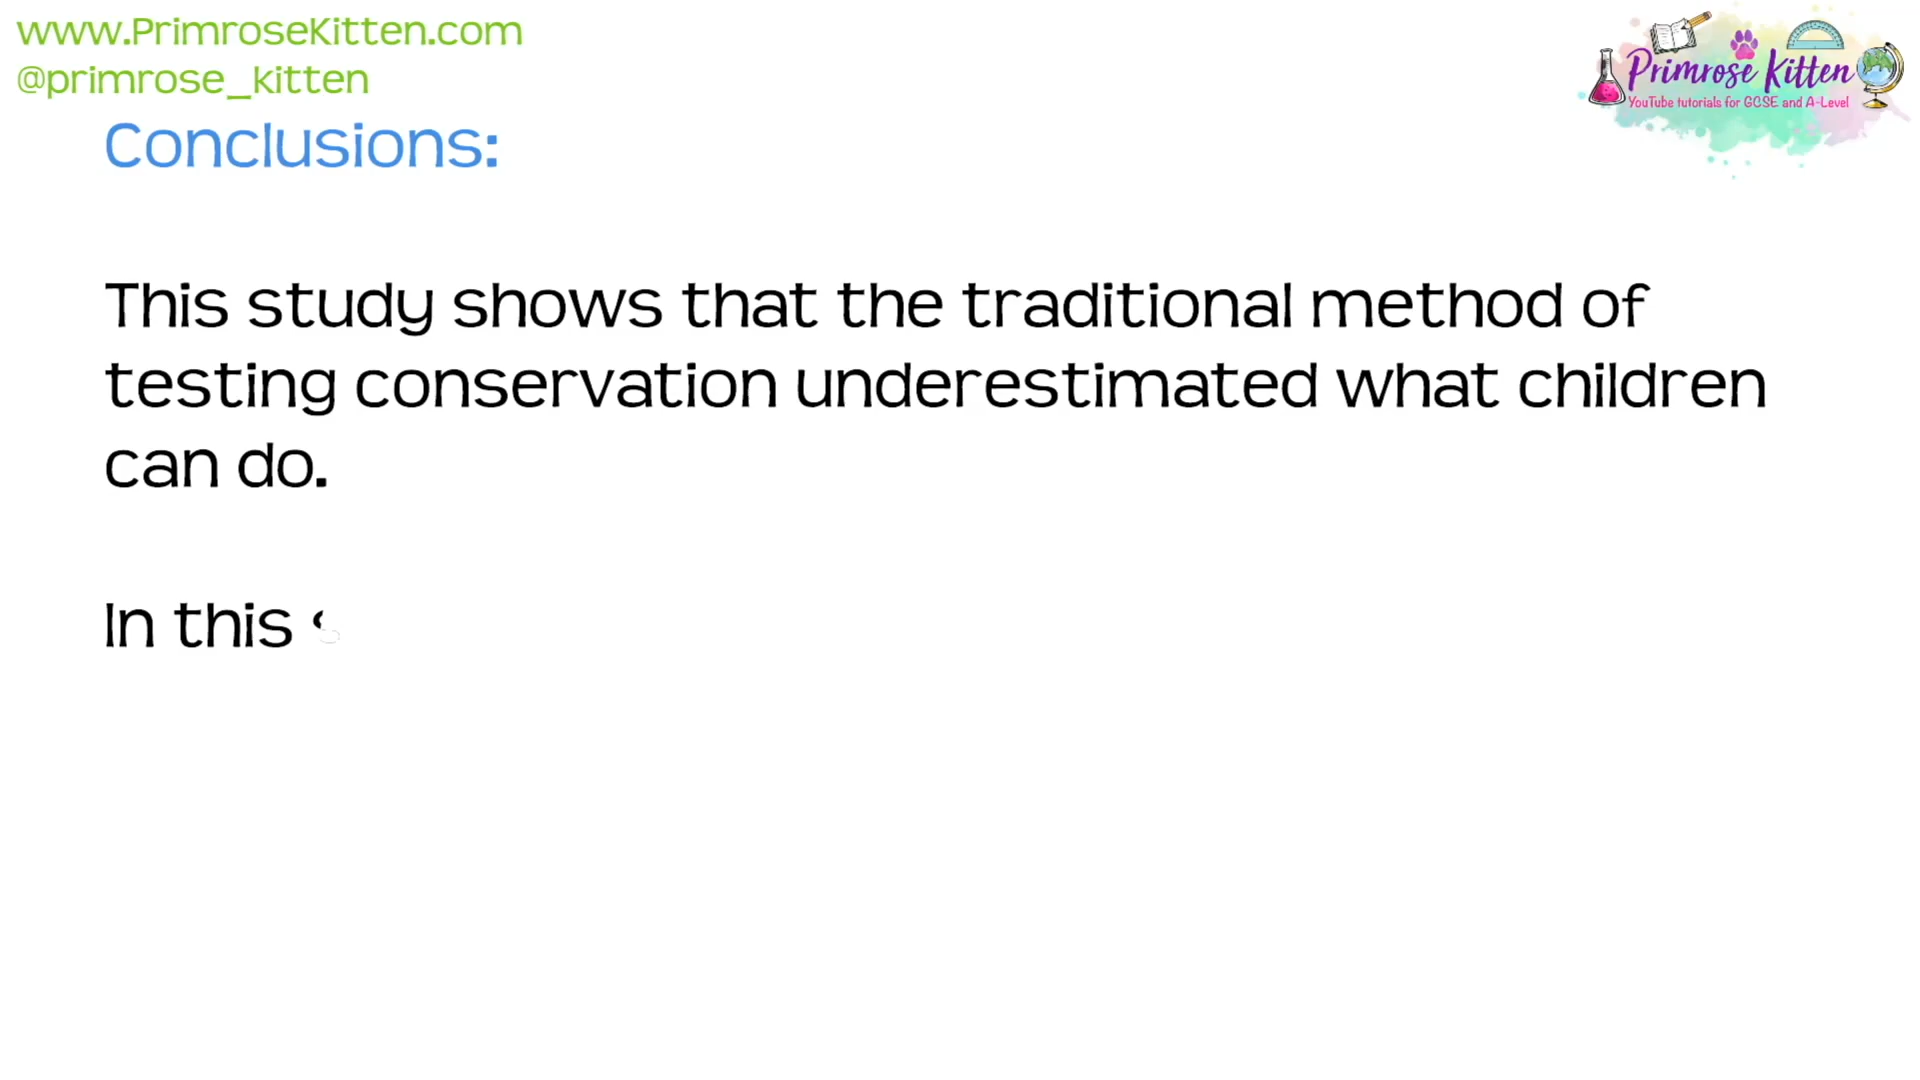 www.PrimroseKitten.com
@primrose_kitten
Primrose Kitten
YouTube tutorials for GCSE and A-Level
Conclusions:
This study shows that the traditional method of
testing conservation underestimated what children
can do.
In this